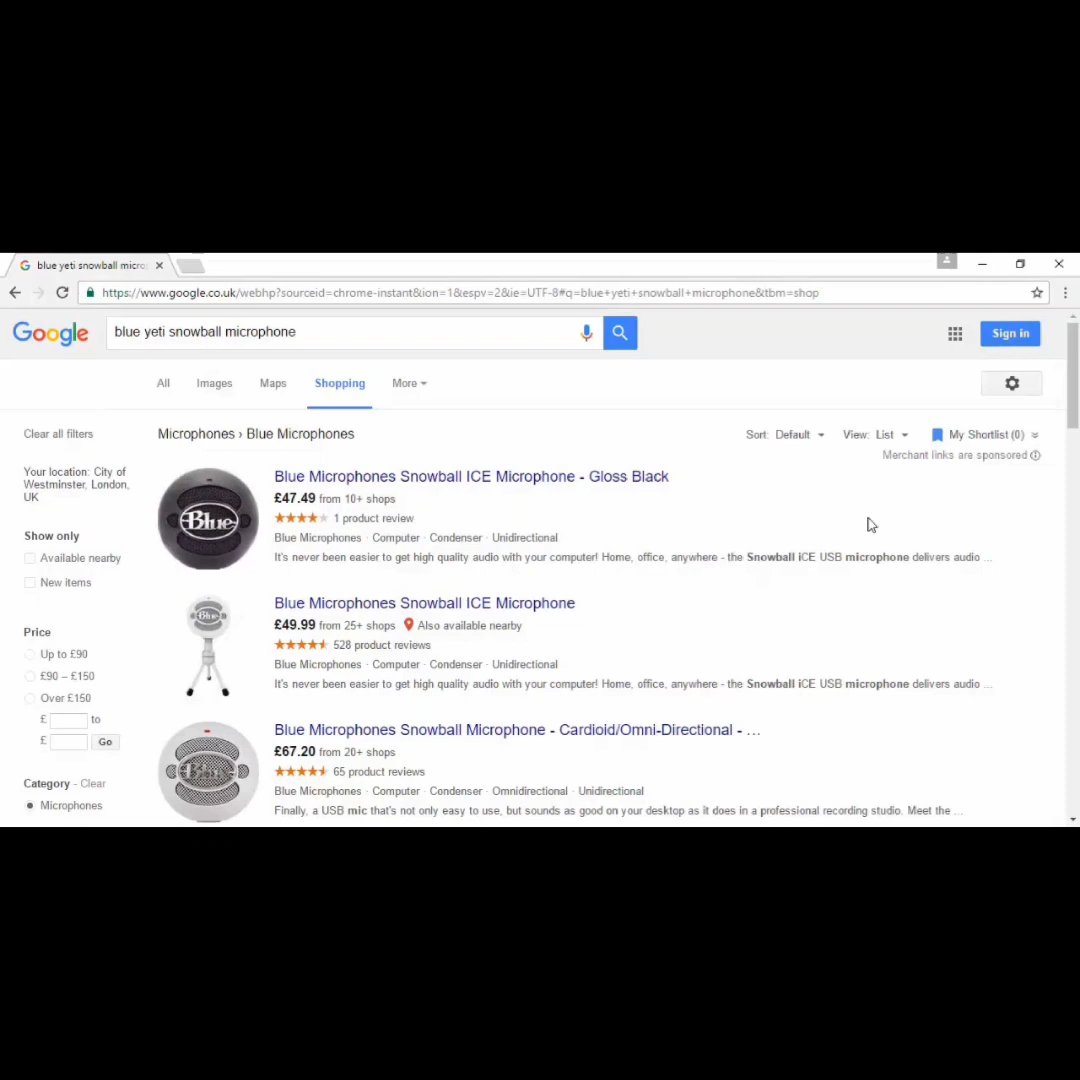 blue yeti snowball micro
https://www.google.co.uk/webhp?sourceid=chrome-instant&ion=1&espv=2&ie=UTF-8#q=blue+yeti+snowball+microphone&tbm=shop
Google
blue yeti snowball microphone
Sign in
All Images Maps Shopping More
Clear all filters
Microphones › Blue Microphones
Sort: Default View: List My Shortlist (0)
Merchant links are sponsored
Your location: City of
Westminster, London,
UK
Show only
Available nearby
New items
Price
Up to £90
£90 – £150
Over £150
£ to
£ Go
Category - Clear
Microphones
Blue
Blue Microphones Snowball ICE Microphone - Gloss Black
£47.49 from 10+ shops
1 product review
Blue Microphones · Computer · Condenser · Unidirectional
It's never been easier to get high quality audio with your computer! Home, office, anywhere - the Snowball iCE USB microphone delivers audio ...
Blue
Blue Microphones Snowball ICE Microphone
£49.99 from 25+ shops Also available nearby
528 product reviews
Blue Microphones · Computer · Condenser · Unidirectional
It's never been easier to get high quality audio with your computer! Home, office, anywhere - the Snowball iCE USB microphone delivers audio ...
Blue
Blue Microphones Snowball Microphone - Cardioid/Omni-Directional - ...
£67.20 from 20+ shops
65 product reviews
Blue Microphones · Computer · Condenser · Omnidirectional · Unidirectional
Finally, a USB mic that's not only easy to use, but sounds as good on your desktop as it does in a professional recording studio. Meet the ...